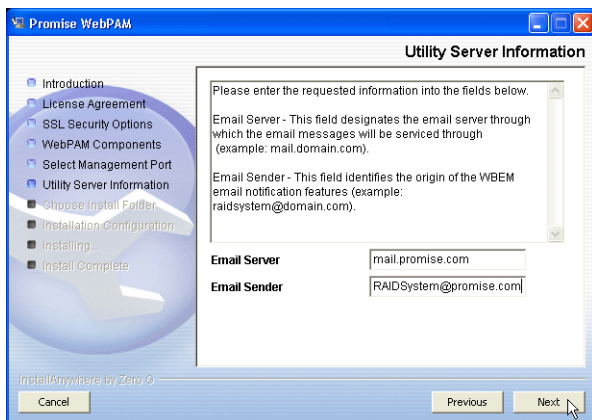 Promise WebPAM
Utility Server Information
Introduction
License Agreement
SSL Security Options
WebPAM Components
Select Management Port
Utility Server Information
Choose Install Folder
Installation Configuration
Installing...
Install Complete
Please enter the requested information into the fields below.
Email Server - This field designates the email server through
which the email messages will be serviced through
(example: mail.domain.com).
Email Sender - This field identifies the origin of the WBEM
email notification features (example:
raidsystem@domain.com).
Email Server
mail.promise.com
Email Sender
RAIDSystem@promise.com
InstallAnywhere by Zero G
Cancel
Previous
Next